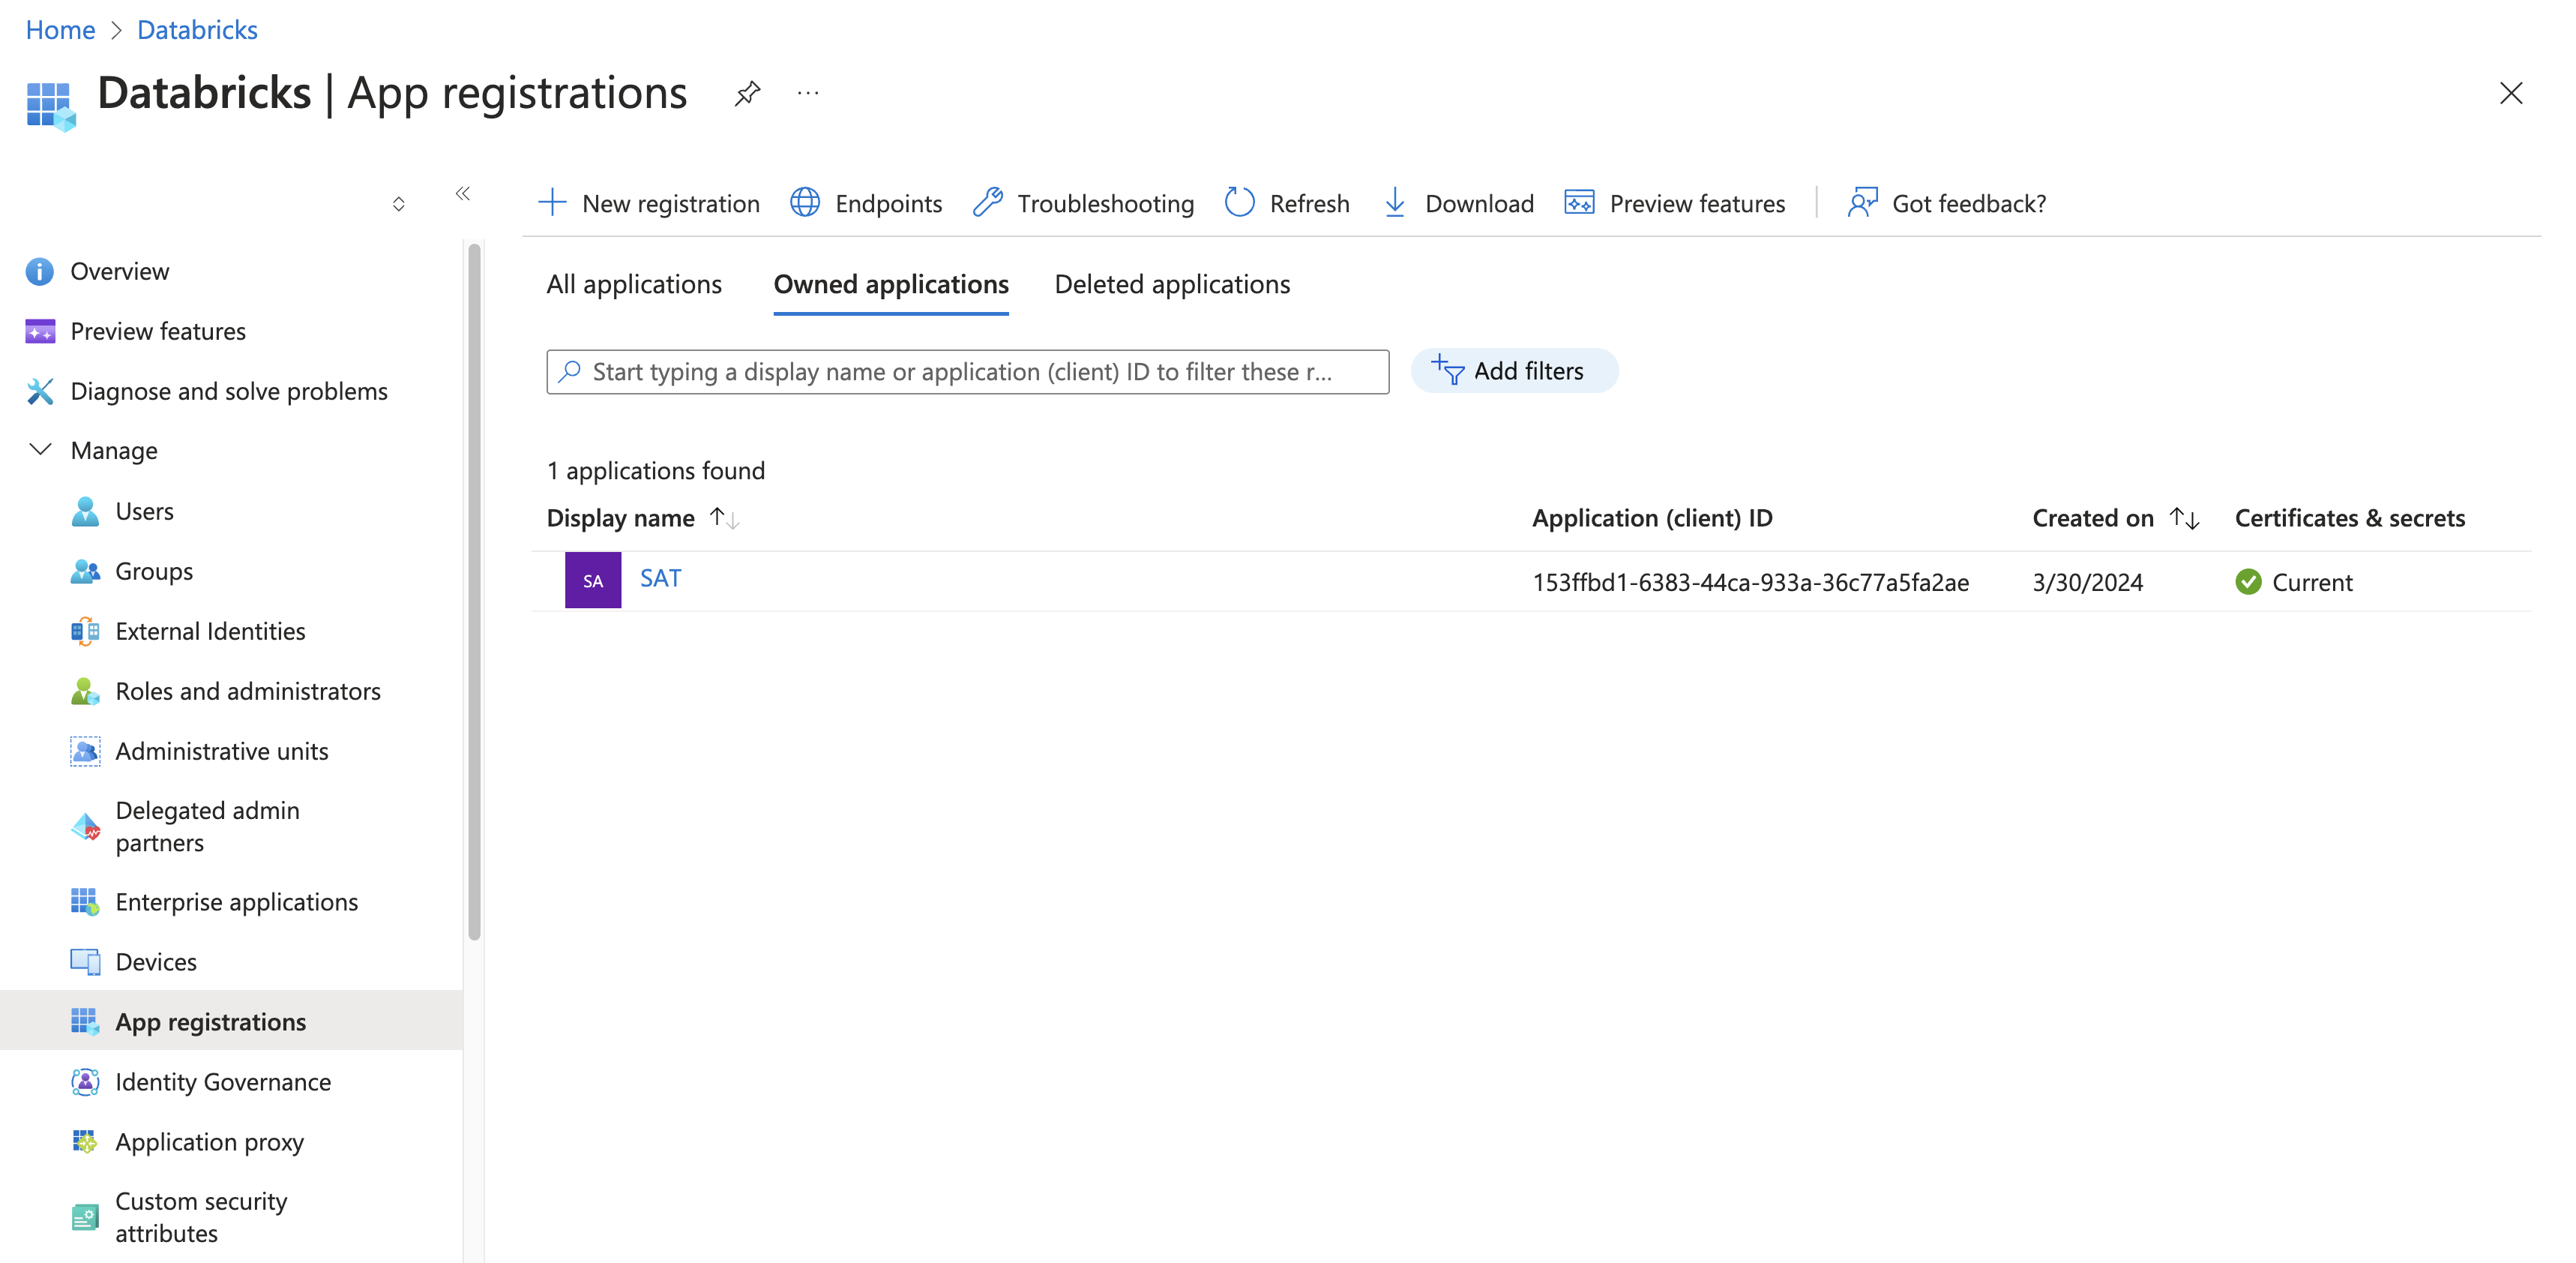 Home > Databricks
Databricks | App registrations
Overview
Preview features
Diagnose and solve problems
Manage
Users
Groups
External Identities
Roles and administrators
Administrative units
Delegated admin
partners
Enterprise applications
Devices
App registrations
Identity Governance
Application proxy
Custom security
attributes
New registration Endpoints Troubleshooting Refresh Download Preview features Got feedback?
All applications Owned applications Deleted applications
Start typing a display name or application (client) ID to filter these r...
Add filters
1 applications found
Display name Application (client) ID Created on Certificates & secrets
SA SAT 153ffbd1-6383-44ca-933a-36c77a5fa2ae 3/30/2024 Current